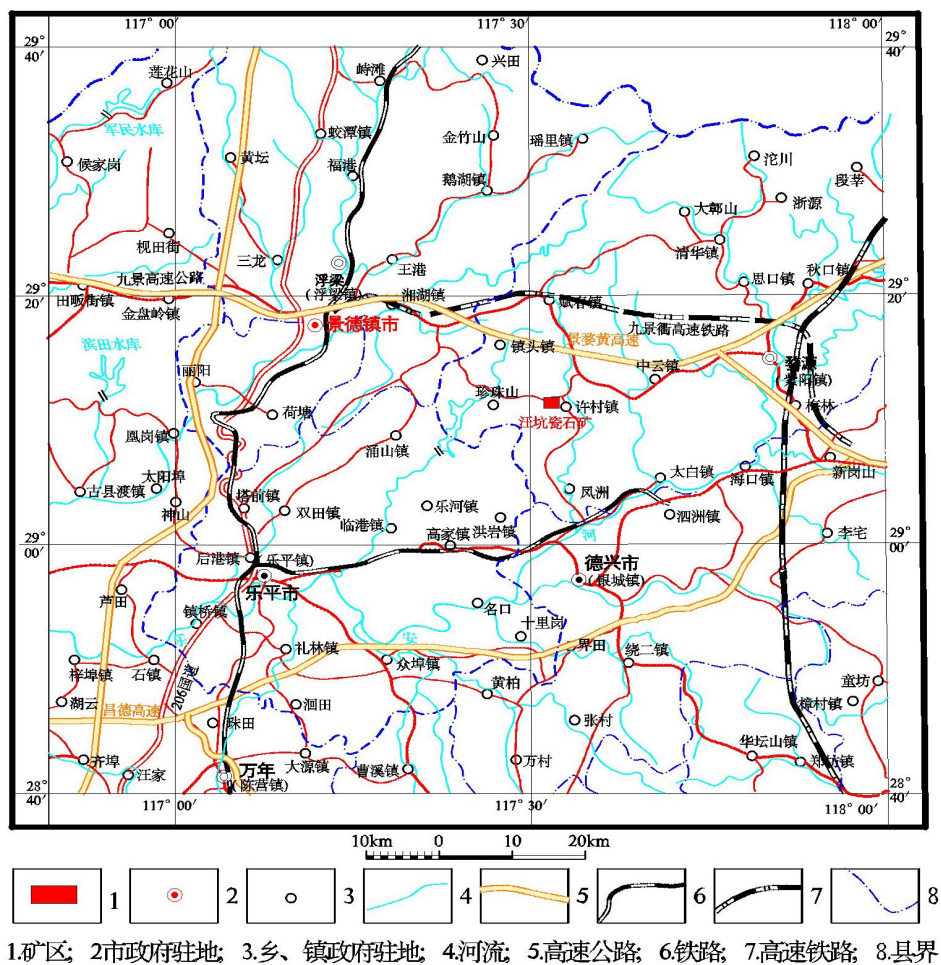 117° 00′
117° 30′
118° 00′
29° 40′
29° 40′
莲花山
峙滩
兴田
军民水库
蛟潭镇
金竹山
瑶里镇
候家岗
黄坛
福港
沱川
段莘
鹅湖镇
浙源
大鄣山
枧田街
清华镇
三龙
王港
九景高速公路
浮梁
(浮梁镇)
思口镇
秋口镇
29° 20′
田畈街镇
湘湖镇
29° 20′
金盘岭镇
景德镇市
九景衢高速铁路
滨田水库
镇头镇
景婺黄高速
婺源
(紫阳镇)
丽阳
中云镇
荷塘
珍珠山
许村镇
梅林
汪坑瓷石矿
凰岗镇
涌山镇
太阳埠
古县渡镇
太白镇
海口镇
新岗山
神山
塔前镇
双田镇
乐河镇
凤洲
泗洲镇
临港镇
高家镇
洪岩镇
河
李宅
29° 00′
29° 00′
后港镇
(乐平镇)
德兴市
(银城镇)
乐平市
芦田
镇桥镇
名口
乐
十里岗
安
礼林镇
众埠镇
界田
绕二镇
梓埠镇
石镇
206国道
黄柏
童坊
湖云
洄田
樟村镇
昌德高速
珠田
张村
华坛山镇
郑坊镇
齐埠
汪家
万年
(陈营镇)
大源镇
曹溪镇
万村
28° 40′
28° 40′
117° 00′
117° 30′
118° 00′
10km 0 10 20km
1 2 3 4 5 6 7 8
1.矿区; 2市政府驻地; 3.乡、镇政府驻地; 4.河流; 5.高速公路; 6.铁路; 7.高速铁路; 8.县界